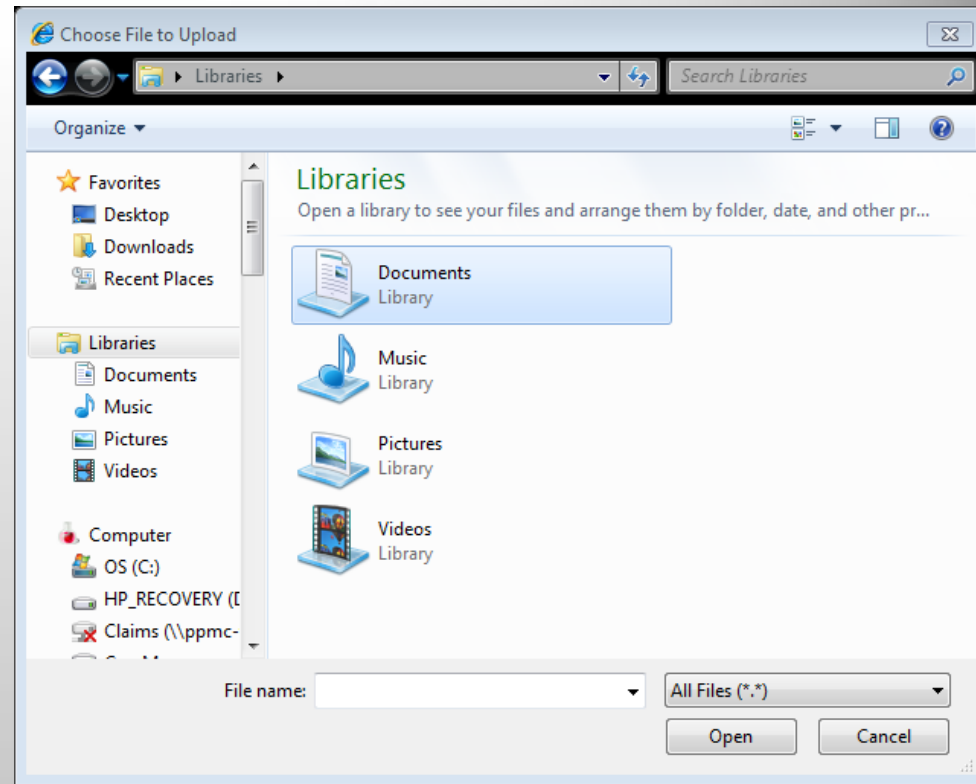 Choose File to Upload
Libraries
Search Libraries
Organize
Favorites
Desktop
Downloads
Recent Places
Libraries
Documents
Music
Pictures
Videos
Computer
OS (C:)
HP_RECOVERY (D
Claims (\\ppmc-
Libraries
Open a library to see your files and arrange them by folder, date, and other pr...
Documents
Library
Music
Library
Pictures
Library
Videos
Library
File name:
All Files (*.*)
Open
Cancel